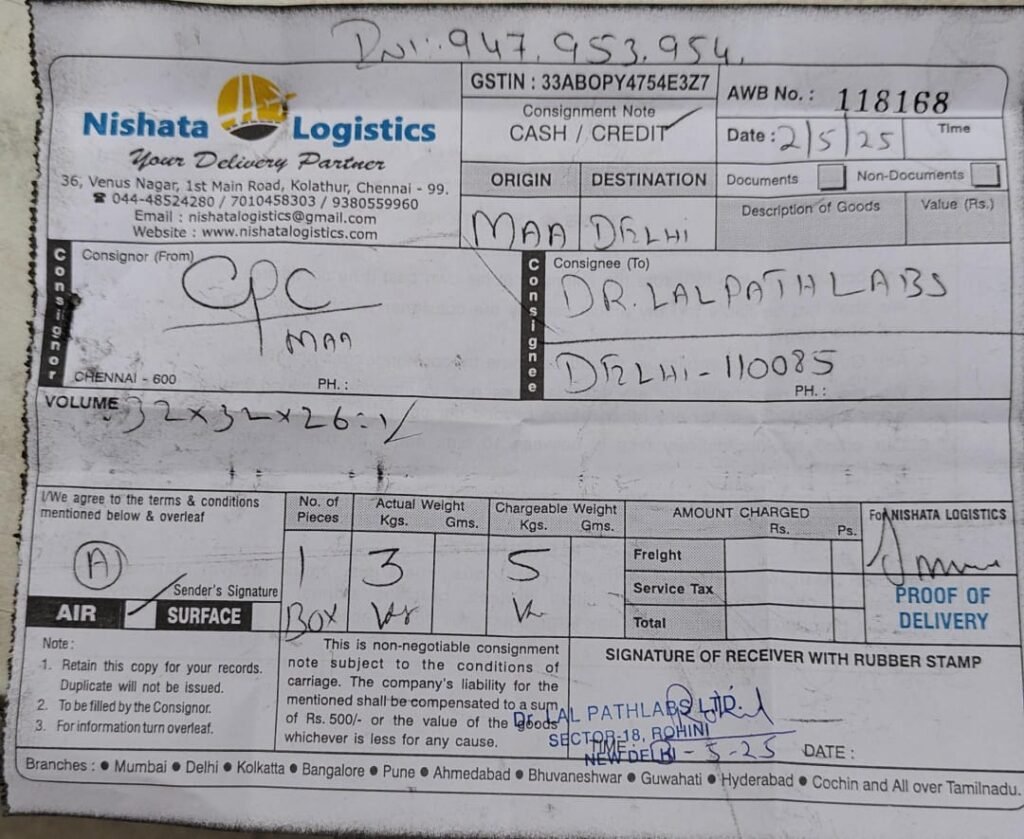 DNI:.947.953.954.
Nishata Logistics
Your Delivery Partner
36, Venus Nagar, 1st Main Road, Kolathur, Chennai - 99.
☎ 044-48524280 / 7010458303 / 9380559960
Email : nishatalogistics@gmail.com
Website : www.nishatalogistics.com
GSTIN : 33ABOPY4754E3Z7
Consignment Note
CASH / CREDIT
ORIGIN DESTINATION
MAA DELHI
AWB No. : 118168
Date : 2/5/25 Time
Documents Non-Documents
Description of Goods Value (Rs.)
Consignor
Consignor (From)
CPC
MAA
CHENNAI - 600 PH. :
Consignee
Consignee (To)
DR. LAL PATH LABS
DELHI - 110085
PH. :
VOLUME 32x32x26:1/
I/We agree to the terms & conditions
mentioned below & overleaf
A
Sender's Signature
AIR SURFACE
No. of Pieces Actual Weight Kgs. Gms. Chargeable Weight Kgs. Gms.
1 3 5
BOX
AMOUNT CHARGED
Rs. Ps.
Freight
Service Tax
Total
For NISHATA LOGISTICS
PROOF OF
DELIVERY
Note :
1. Retain this copy for your records.
Duplicate will not be issued.
2. To be filled by the Consignor.
3. For information turn overleaf.
This is non-negotiable consignment
note subject to the conditions of
carriage. The company's liability for the
mentioned shall be compensated to a sum
of Rs. 500/- or the value of the goods
whichever is less for any cause.
SIGNATURE OF RECEIVER WITH RUBBER STAMP
Dr. LAL PATHLABS LTD.
SECTOR-18, ROHINI
NEW DELHI
TIME : -5-25 DATE :
Branches : ● Mumbai ● Delhi ● Kolkatta ● Bangalore ● Pune ● Ahmedabad ● Bhuvaneshwar ● Guwahati ● Hyderabad ● Cochin and All over Tamilnadu.